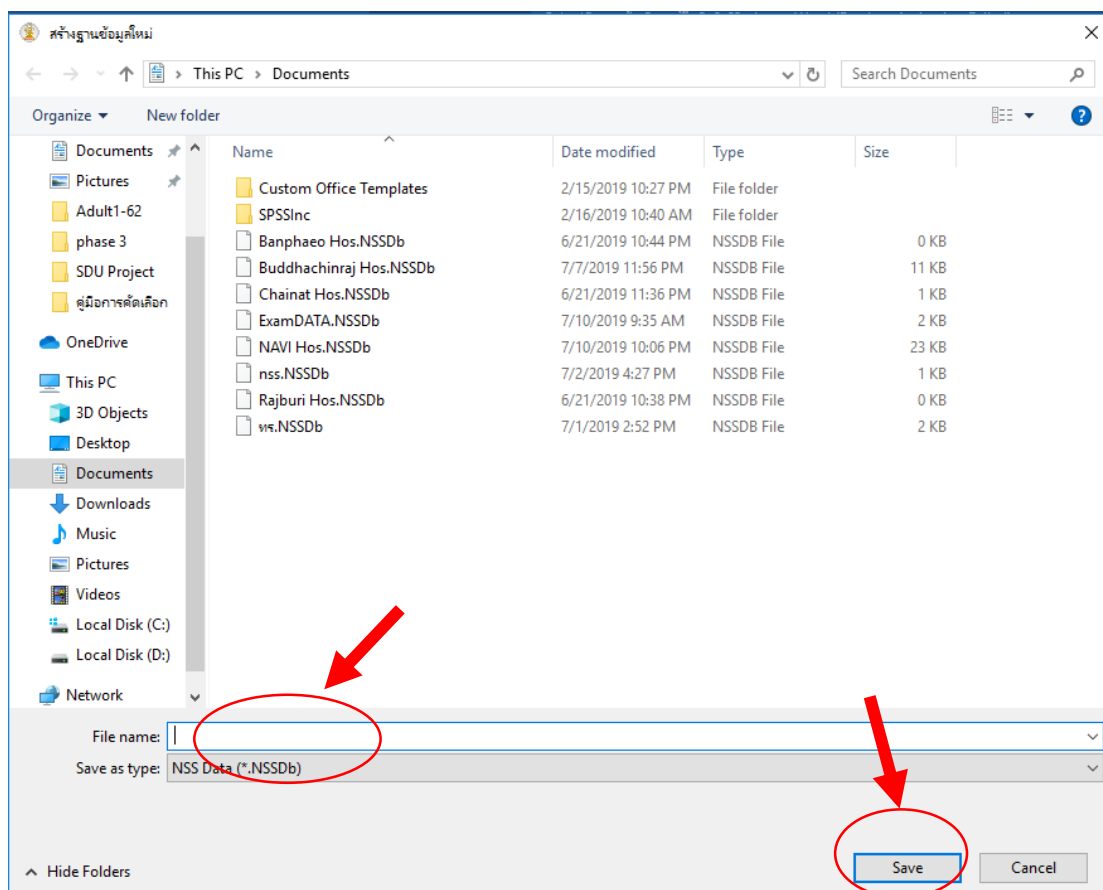 สร้างฐานข้อมูลใหม่
This PC > Documents
Search Documents
Organize
New folder
Name Date modified Type Size
Documents
Pictures
Adult1-62
phase 3
SDU Project
คู่มือการคัดเลือก
OneDrive
This PC
3D Objects
Desktop
Documents
Downloads
Music
Pictures
Videos
Local Disk (C:)
Local Disk (D:)
Network
Custom Office Templates 2/15/2019 10:27 PM File folder
SPSSInc 2/16/2019 10:40 AM File folder
Banphaeo Hos.NSSDb 6/21/2019 10:44 PM NSSDB File 0 KB
Buddhachinraj Hos.NSSDb 7/7/2019 11:56 PM NSSDB File 11 KB
Chainat Hos.NSSDb 6/21/2019 11:36 PM NSSDB File 1 KB
ExamDATA.NSSDb 7/10/2019 9:35 AM NSSDB File 2 KB
NAVI Hos.NSSDb 7/10/2019 10:06 PM NSSDB File 23 KB
nss.NSSDb 7/2/2019 4:27 PM NSSDB File 1 KB
Rajburi Hos.NSSDb 6/21/2019 10:38 PM NSSDB File 0 KB
ทร.NSSDb 7/1/2019 2:52 PM NSSDB File 2 KB
File name:
Save as type: NSS Data (*.NSSDb)
Hide Folders
Save
Cancel